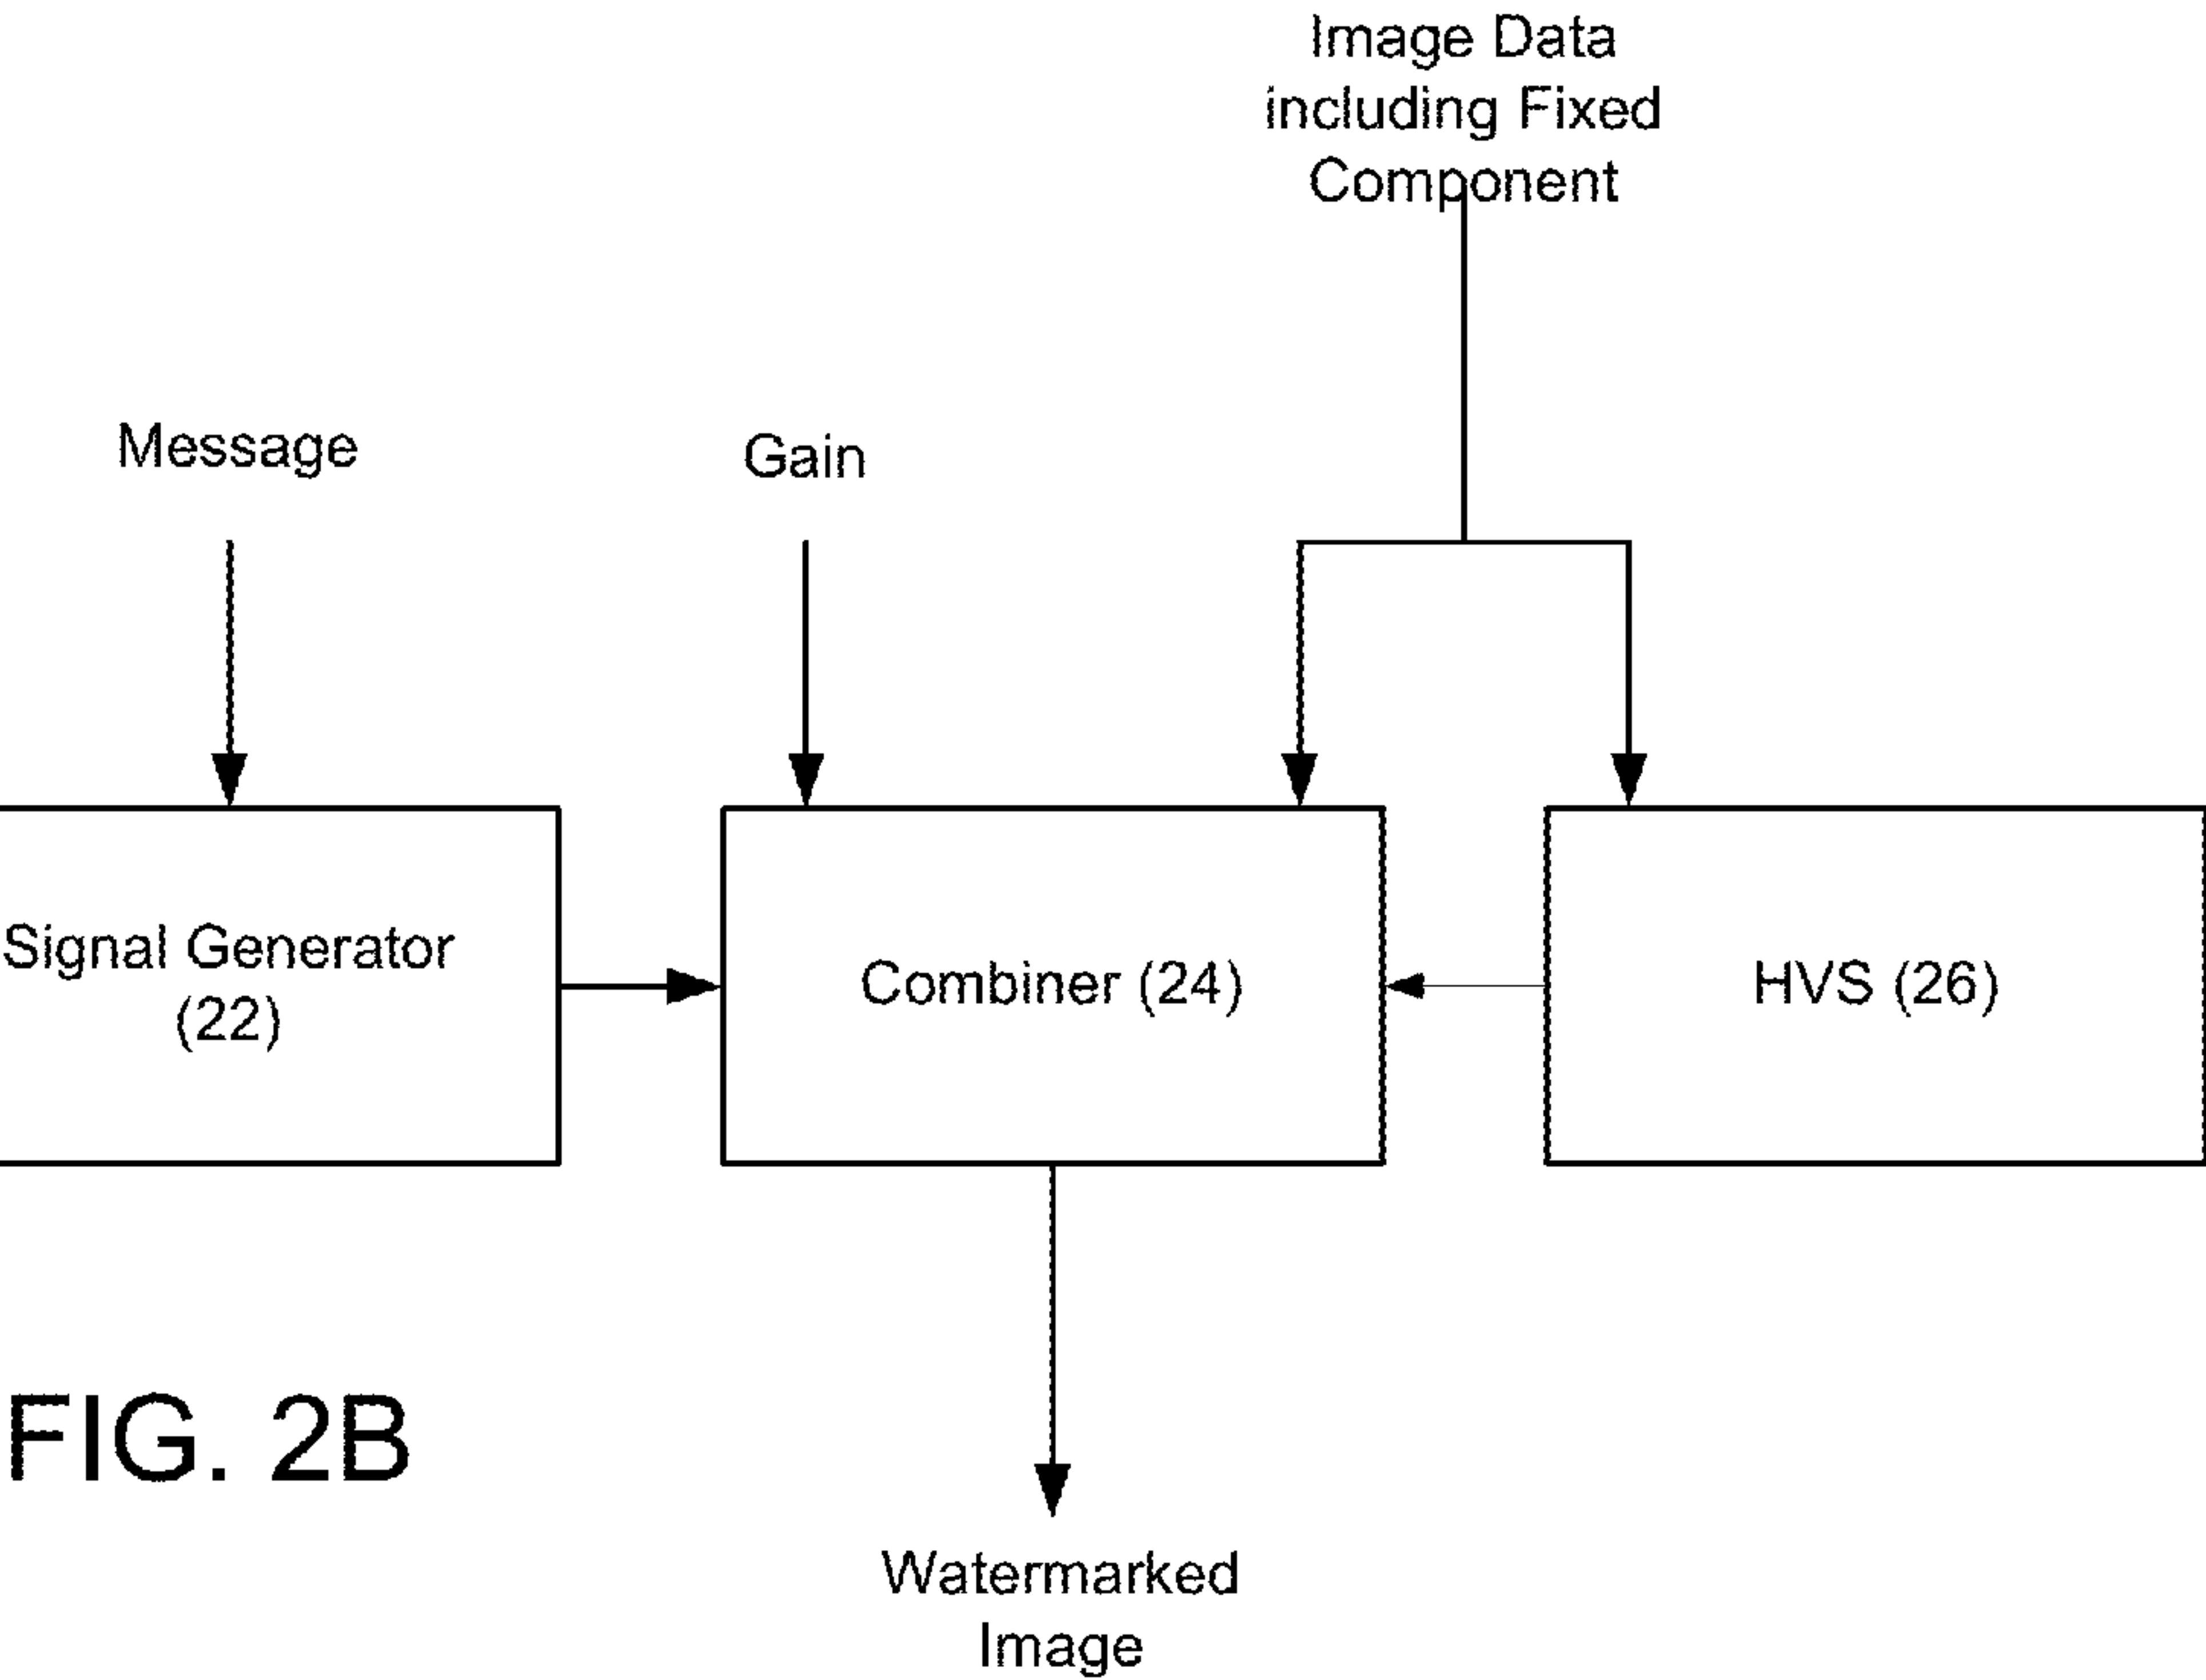 Image Data
including Fixed
Component
Message
Gain
Signal Generator
(22)
Combiner (24)
HVS (26)
FIG. 2B
Watermarked
Image